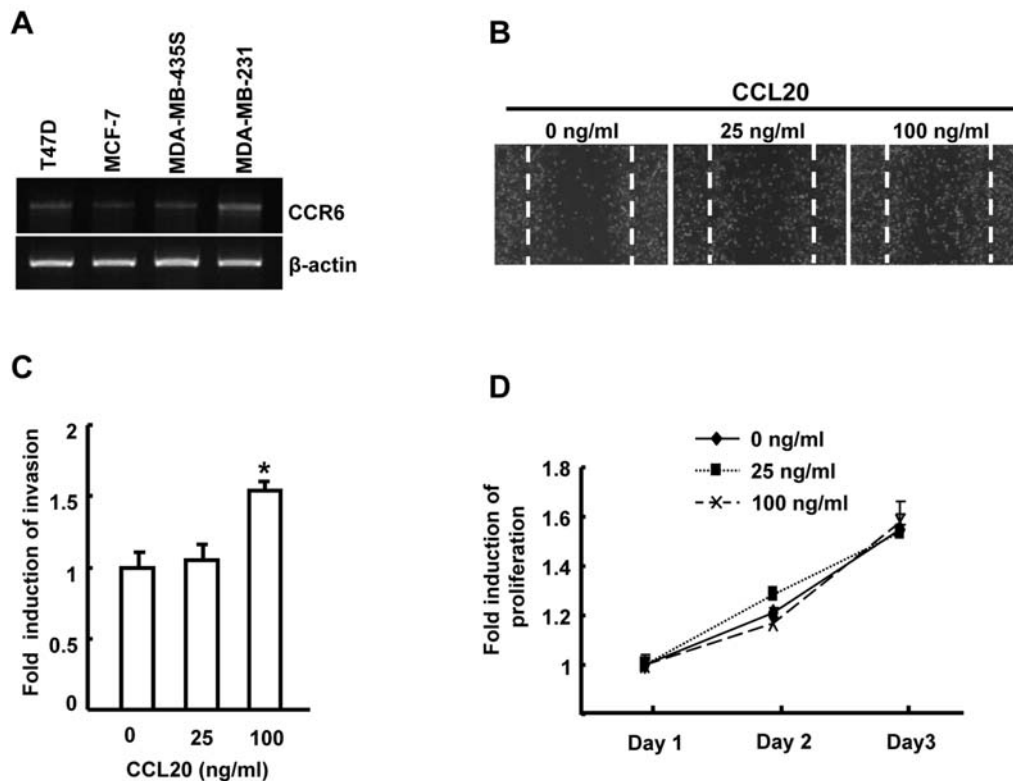 A
T47D
MCF-7
MDA-MB-435S
MDA-MB-231
CCR6
β-actin
B
CCL20
0 ng/ml 25 ng/ml 100 ng/ml
C
Fold induction of invasion
2
1.5
1
0.5
0
*
0 25 100
CCL20 (ng/ml)
D
0 ng/ml
25 ng/ml
100 ng/ml
Fold induction of
proliferation
1.8
1.6
1.4
1.2
1
Day 1 Day 2 Day3